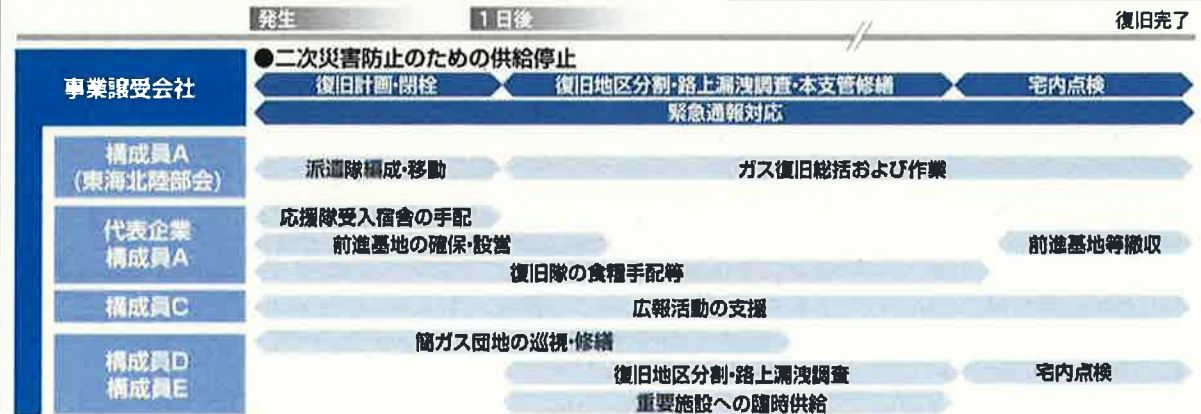 発生
1日後
復旧完了
●二次災害防止のための供給停止
事業譲受会社
復旧計画・閉栓
復旧地区分割・路上漏洩調査・本支管修繕
宅内点検
緊急通報対応
構成員A
(東海北陸部会)
派遣隊編成・移動
ガス復旧総括および作業
代表企業
構成員A
応援隊受入宿舎の手配
前進基地の確保・設営
前進基地等撤収
復旧隊の食糧手配等
構成員C
広報活動の支援
構成員D
構成員E
簡ガス団地の巡視・修繕
復旧地区分割・路上漏洩調査
宅内点検
重要施設への臨時供給